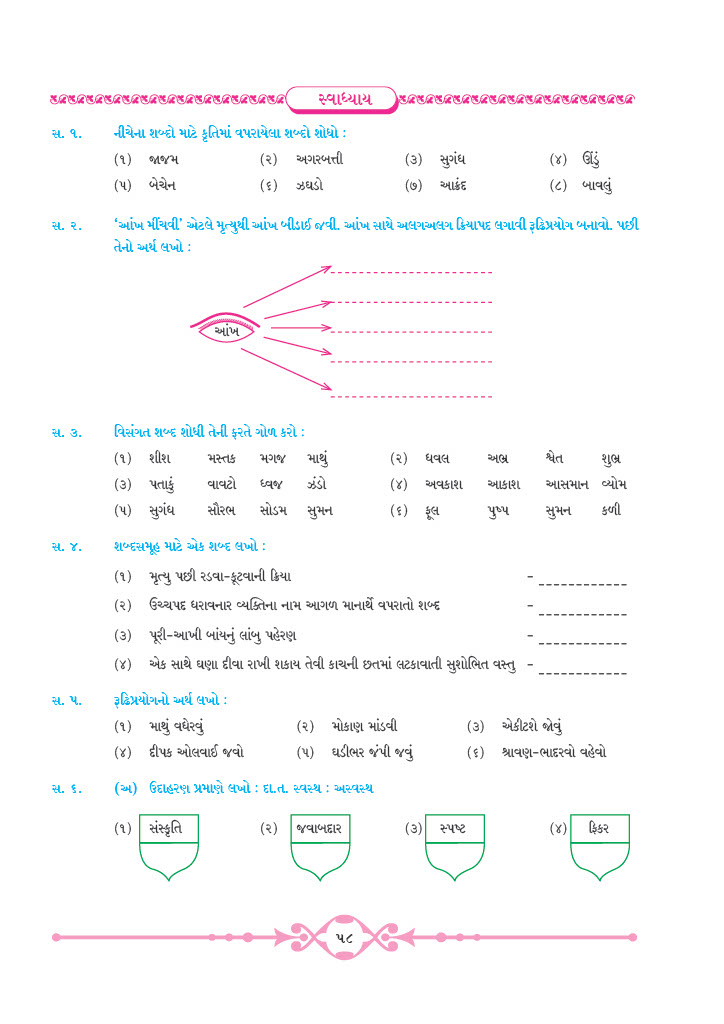 સ્વાધ્યાય
સ. ૧. નીચેના શબ્દો માટે કૃતિમાં વપરાયેલા શબ્દો શોધો :
(૧) જાજમ (૨) અગરબત્તી (૩) સુગંધ (૪) ઊંડું
(૫) બેચેન (૬) ઝઘડો (૭) આક્રંદ (૮) બાવલું
સ. ૨. ‘આંખ મીંચવી’ એટલે મૃત્યુથી આંખ બીડાઈ જવી. આંખ સાથે અલગઅલગ ક્રિયાપદ લગાવી રૂઢિપ્રયોગ બનાવો. પછી
તેનો અર્થ લખો :
આંખ
સ. ૩. વિસંગત શબ્દ શોધી તેની ફરતે ગોળ કરો :
(૧) શીશ મસ્તક મગજ માથું (૨) ધવલ અભ્ર શ્વેત શુભ્ર
(૩) પતાકું વાવટો ધ્વજ ઝંડો (૪) અવકાશ આકાશ આસમાન વ્યોમ
(૫) સુગંધ સૌરભ સોડમ સુમન (૬) ફૂલ પુષ્પ સુમન કળી
સ. ૪. શબ્દસમૂહ માટે એક શબ્દ લખો :
(૧) મૃત્યુ પછી રડવા-કૂટવાની ક્રિયા - ____________
(૨) ઉચ્ચપદ ધરાવનાર વ્યક્તિના નામ આગળ માનાર્થે વપરાતો શબ્દ - ____________
(૩) પૂરી-આખી બાંયનું લાંબુ પહેરણ - ____________
(૪) એક સાથે ઘણા દીવા રાખી શકાય તેવી કાચની છતમાં લટકાવાતી સુશોભિત વસ્તુ - ____________
સ. ૫. રૂઢિપ્રયોગનો અર્થ લખો :
(૧) માથું વધેરવું (૨) મોકાણ માંડવી (૩) એકીટશે જોવું
(૪) દીપક ઓલવાઈ જવો (૫) ઘડીભર જંપી જવું (૬) શ્રાવણ-ભાદરવો વહેવો
સ. ૬. (અ) ઉદાહરણ પ્રમાણે લખો : દા.ત. સ્વસ્થ : અસ્વસ્થ
(૧) સંસ્કૃતિ (૨) જવાબદાર (૩) સ્પષ્ટ (૪) ફિકર
૫૮